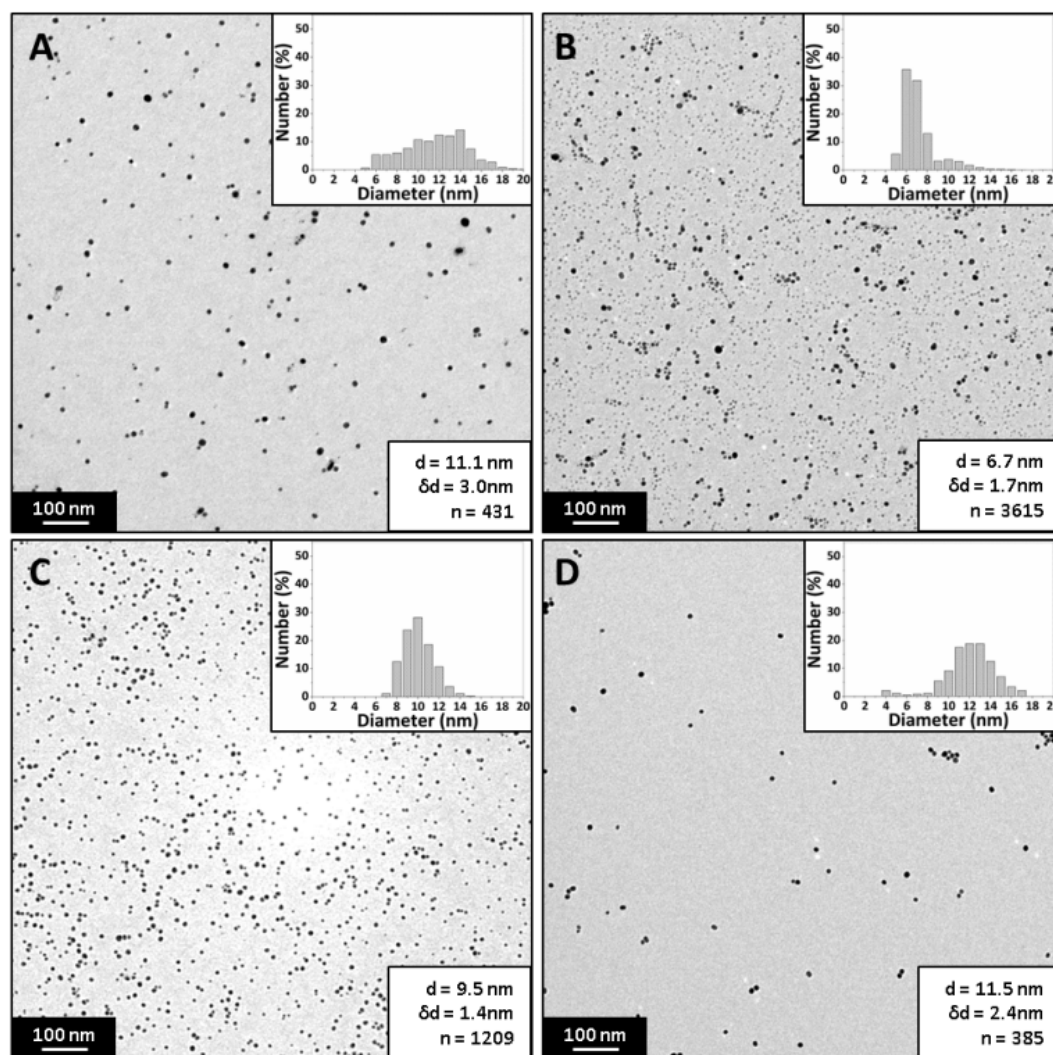 A
50
40
30
20
10
0
Number (%)
0 2 4 6 8 10 12 14 16 18 20
Diameter (nm)
d = 11.1 nm
δd = 3.0nm
n = 431
100 nm
B
50
40
30
20
10
0
Number (%)
0 2 4 6 8 10 12 14 16 18 20
Diameter (nm)
d = 6.7 nm
δd = 1.7nm
n = 3615
100 nm
C
50
40
30
20
10
0
Number (%)
0 2 4 6 8 10 12 14 16 18 20
Diameter (nm)
d = 9.5 nm
δd = 1.4nm
n = 1209
100 nm
D
50
40
30
20
10
0
Number (%)
0 2 4 6 8 10 12 14 16 18 20
Diameter (nm)
d = 11.5 nm
δd = 2.4nm
n = 385
100 nm